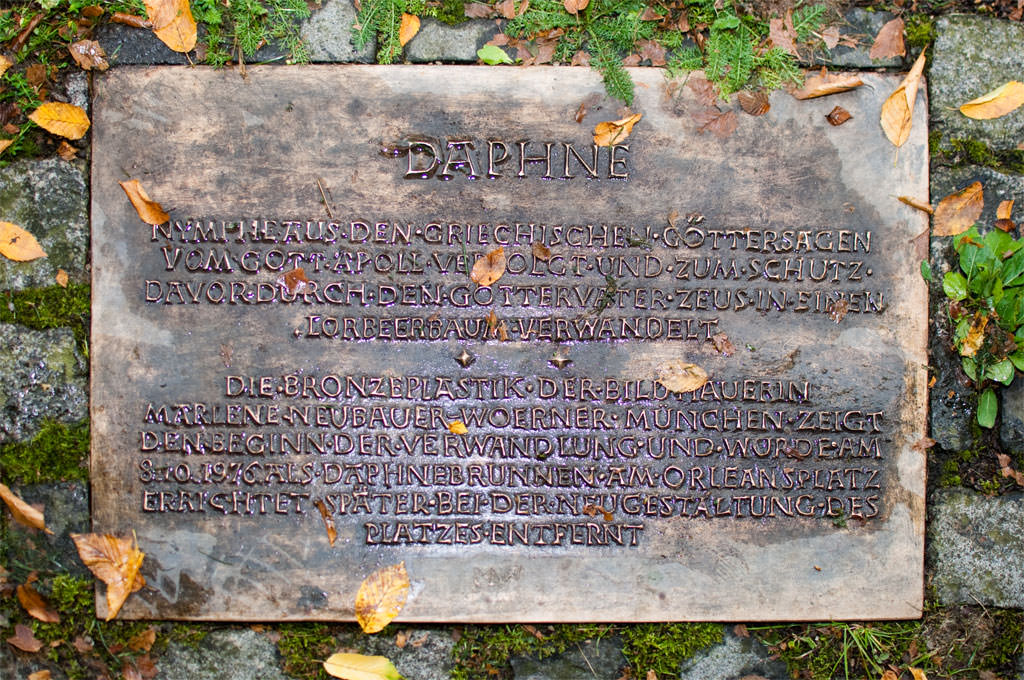 DAPHNE
NYMPHE AUS·DEN·GRIECHISCHEN·GÖTTERSAGEN
VOM GOTT·APOLL·VERFOLGT·UND·ZUM·SCHUTZ·
DAVOR·DURCH·DEN·GÖTTERVATER·ZEUS·IN·EINEN
·LORBEERBAUM·VERWANDELT
DIE·BRONZEPLASTIK·DER·BILDHAUERIN
MARLENE·NEUBAUER-WOERNER·MÜNCHEN·ZEIGT
DEN·BEGINN·DER·VERWANDLUNG·UND·WURDE·AM
8·10.1976 ALS·DAPHNEBRUNNEN·AM·ORLEANSPLATZ
ERRICHTET·SPÄTER·BEI·DER·NEUGESTALTUNG·DES
PLATZES·ENTFERNT